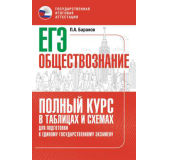 ГОСУДАРСТВЕННАЯ
ИТОГОВАЯ
АТТЕСТАЦИЯ
П.А. Баранов
ЕГЭ
ОБЩЕСТВОЗНАНИЕ
ПОЛНЫЙ КУРС
В ТАБЛИЦАХ И СХЕМАХ
ДЛЯ ПОДГОТОВКИ
К ЕДИНОМУ ГОСУДАРСТВЕННОМУ ЭКЗАМЕНУ